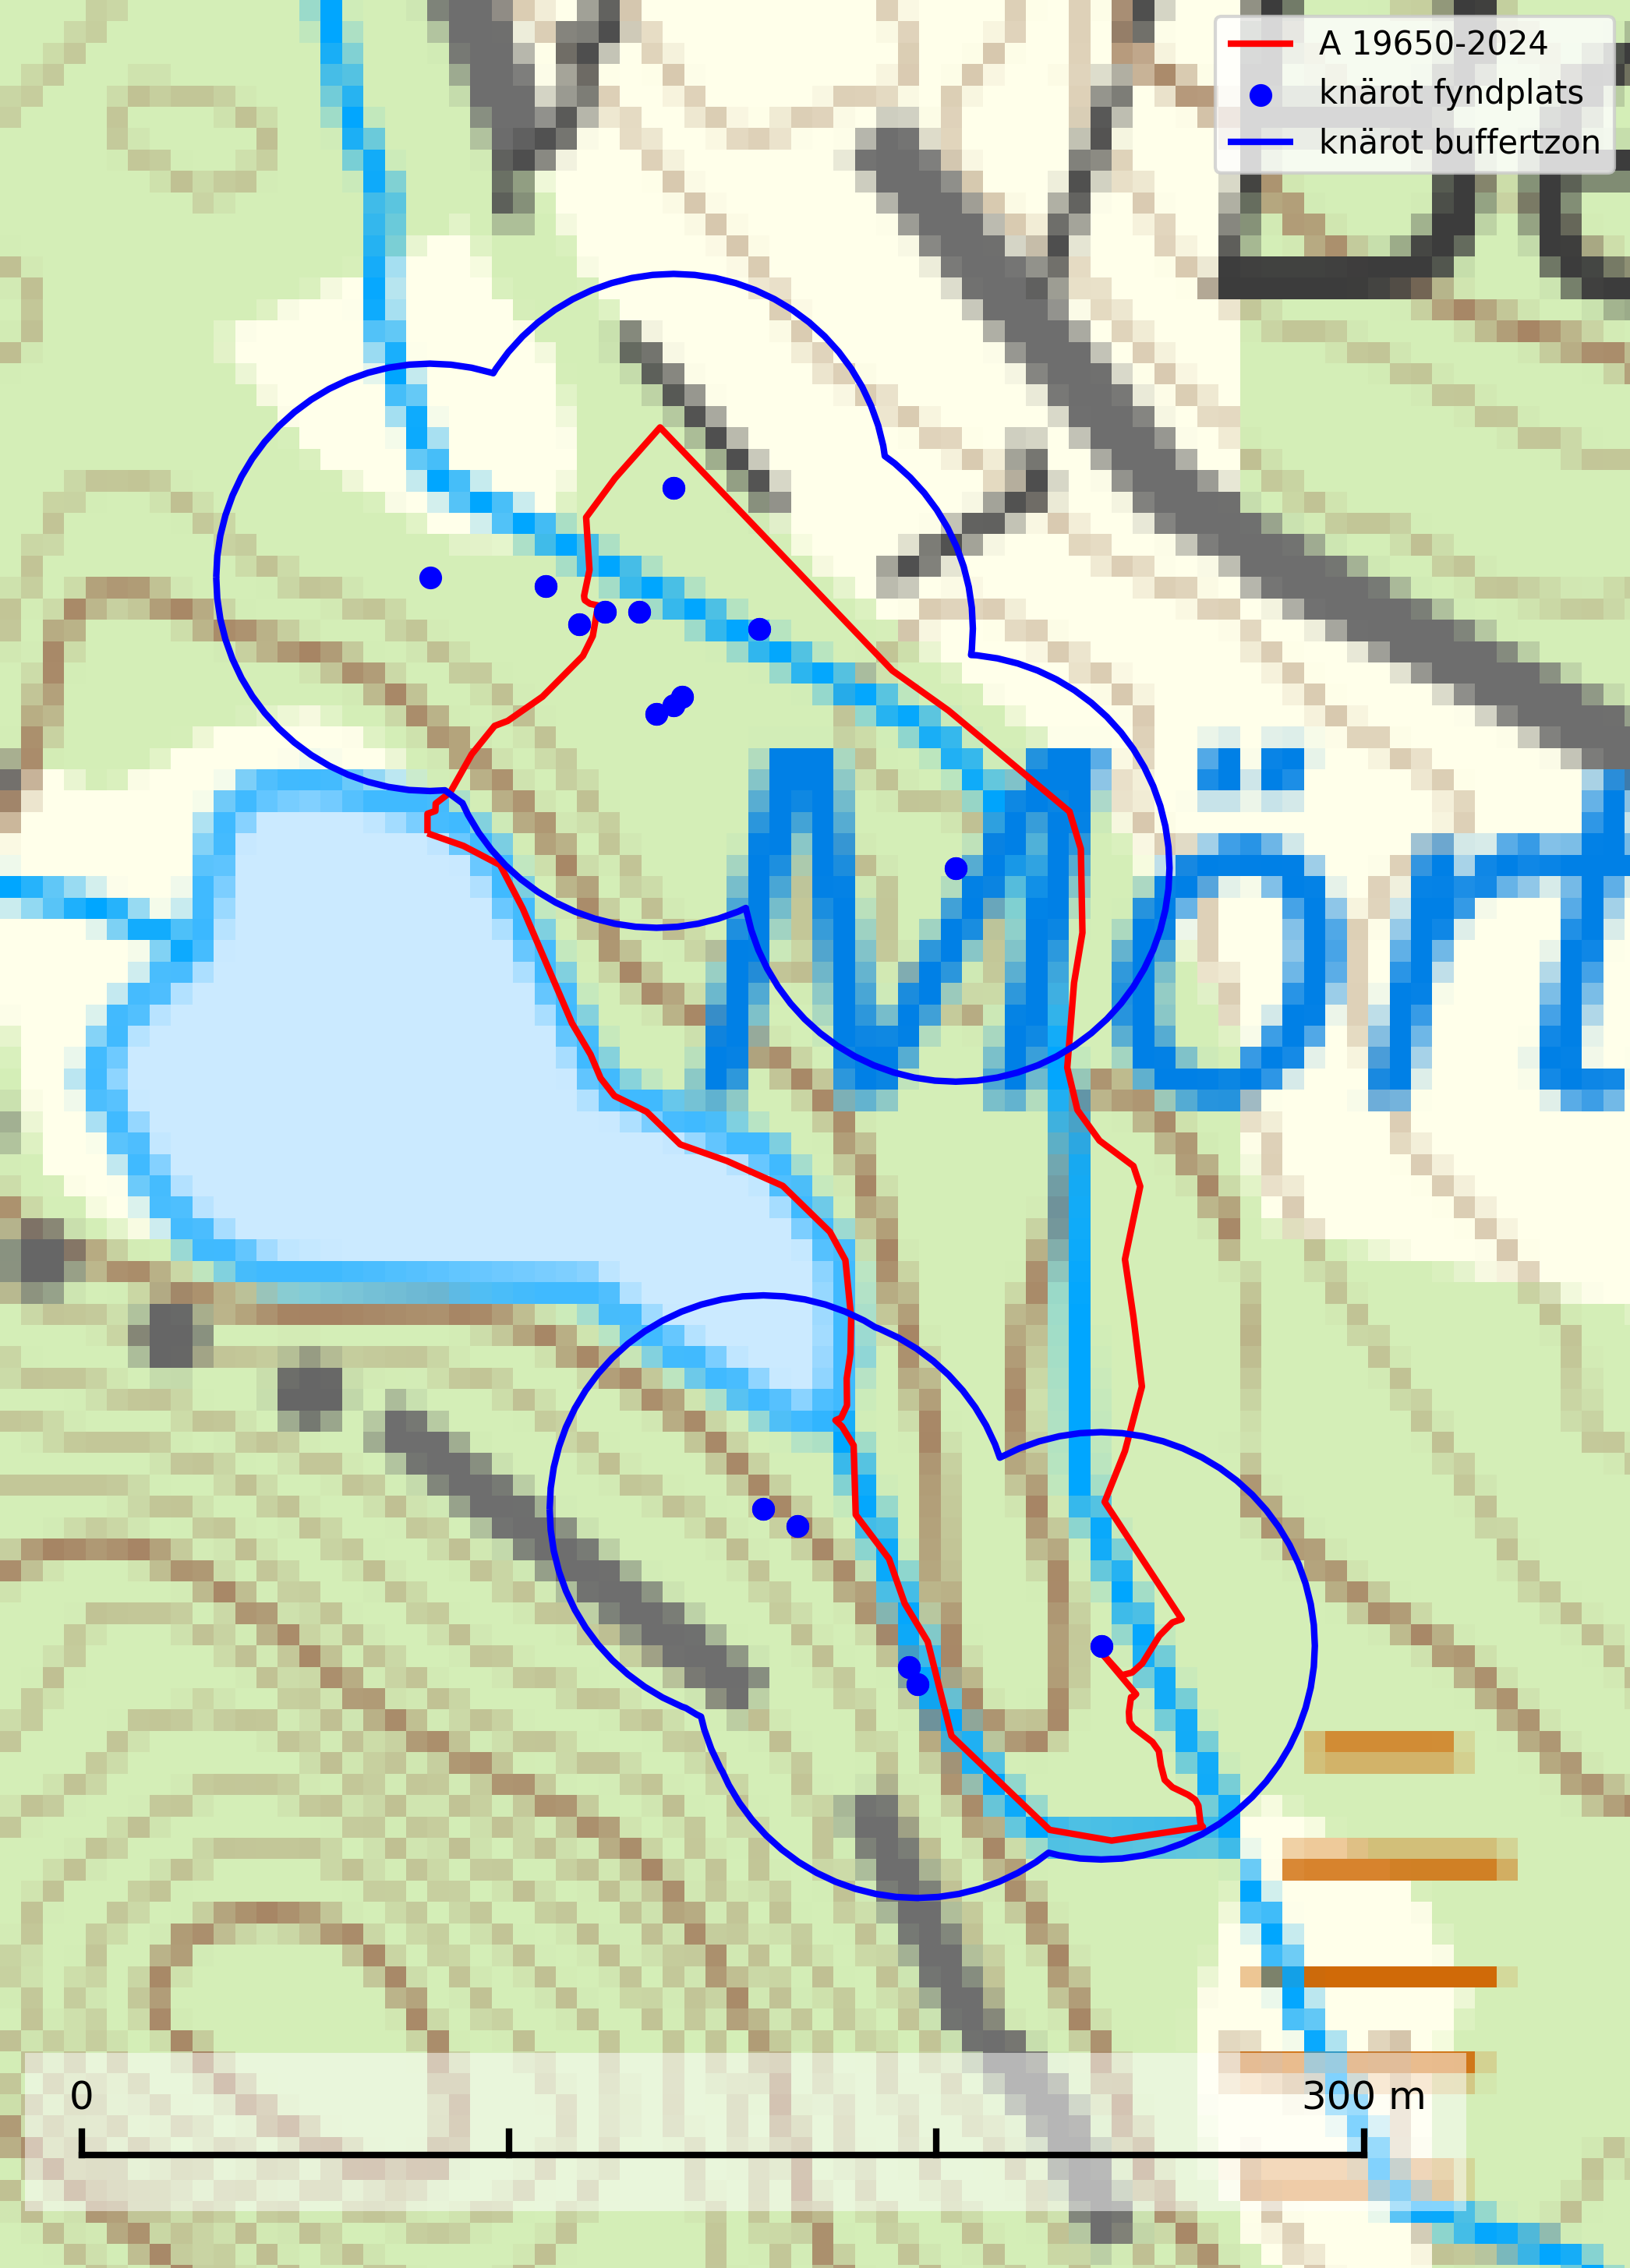 A 19650-2024
knärot fyndplats
knärot buffertzon
0
300 m